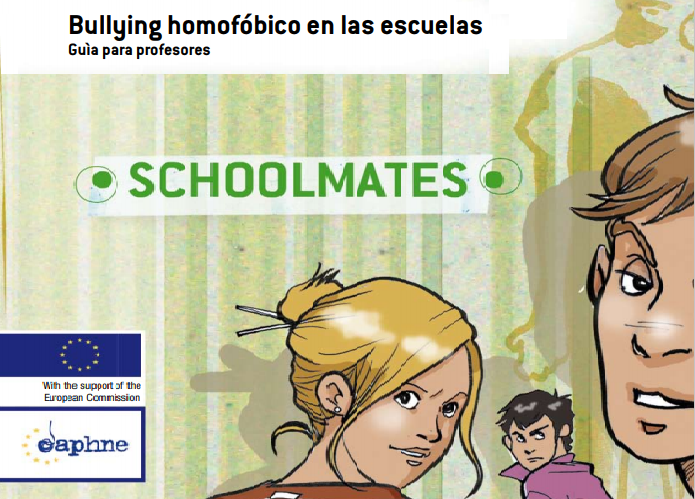 Bullying homofóbico en las escuelas
Guìa para profesores
SCHOOLMATES
With the support of the
European Commission
daphne